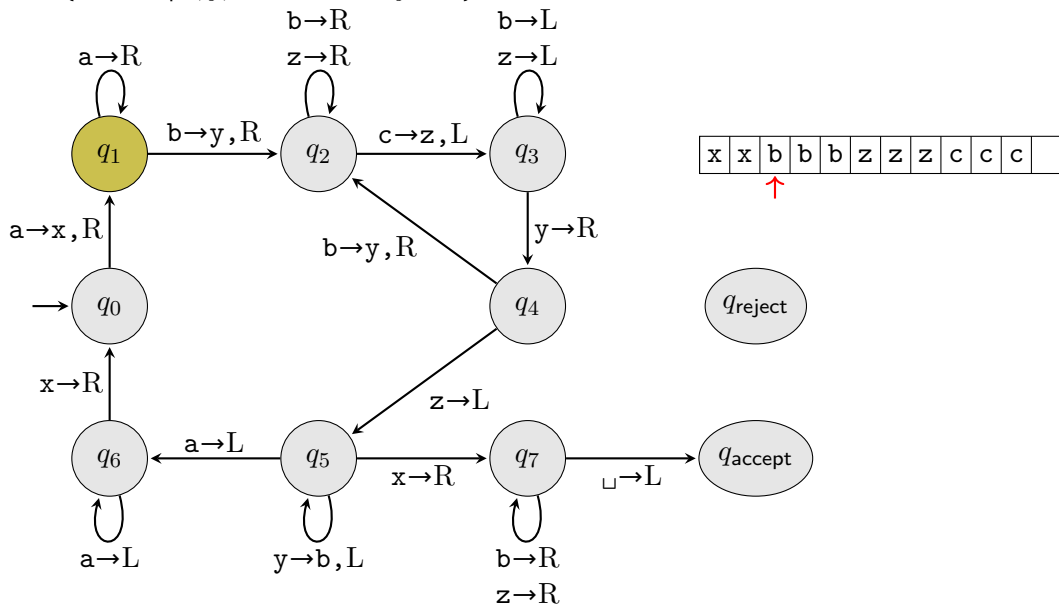 b→R
b→L
a→R
z→R
z→L
q1
b→y,R
q2
c→z,L
q3
x x b b b z z z c c c
↑
a→x,R
b→y,R
y→R
q0
q4
qreject
x→R
z→L
q6
a→L
q5
x→R
q7
␣→L
qaccept
a→L
y→b,L
b→R
z→R